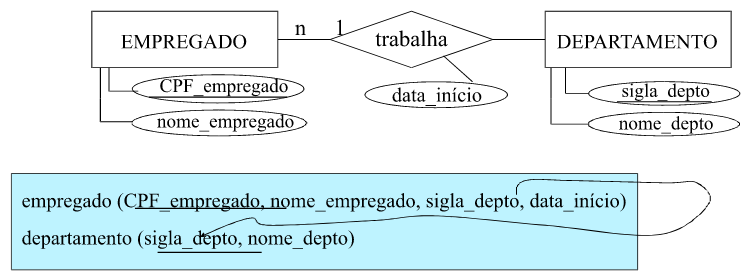 n 1
EMPREGADO trabalha DEPARTAMENTO
CPF_empregado data_início sigla_depto
nome_empregado nome_depto
empregado (CPF_empregado, nome_empregado, sigla_depto, data_início)
departamento (sigla_depto, nome_depto)